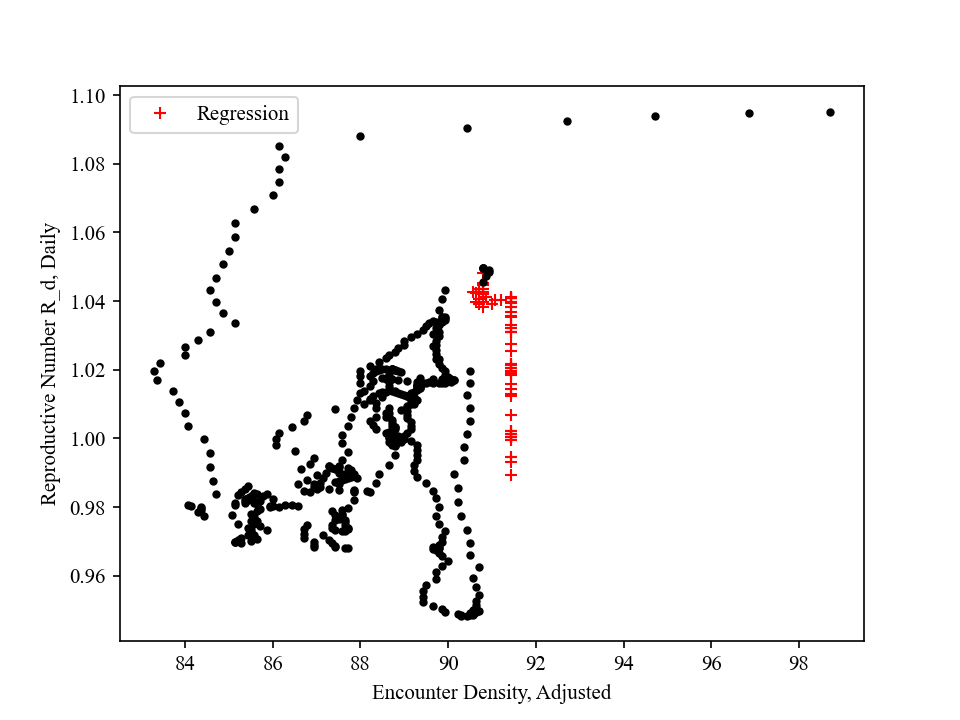 Regression
1.10
1.08
1.06
1.04
1.02
1.00
0.98
0.96
Reproductive Number R_d, Daily
84 86 88 90 92 94 96 98
Encounter Density, Adjusted